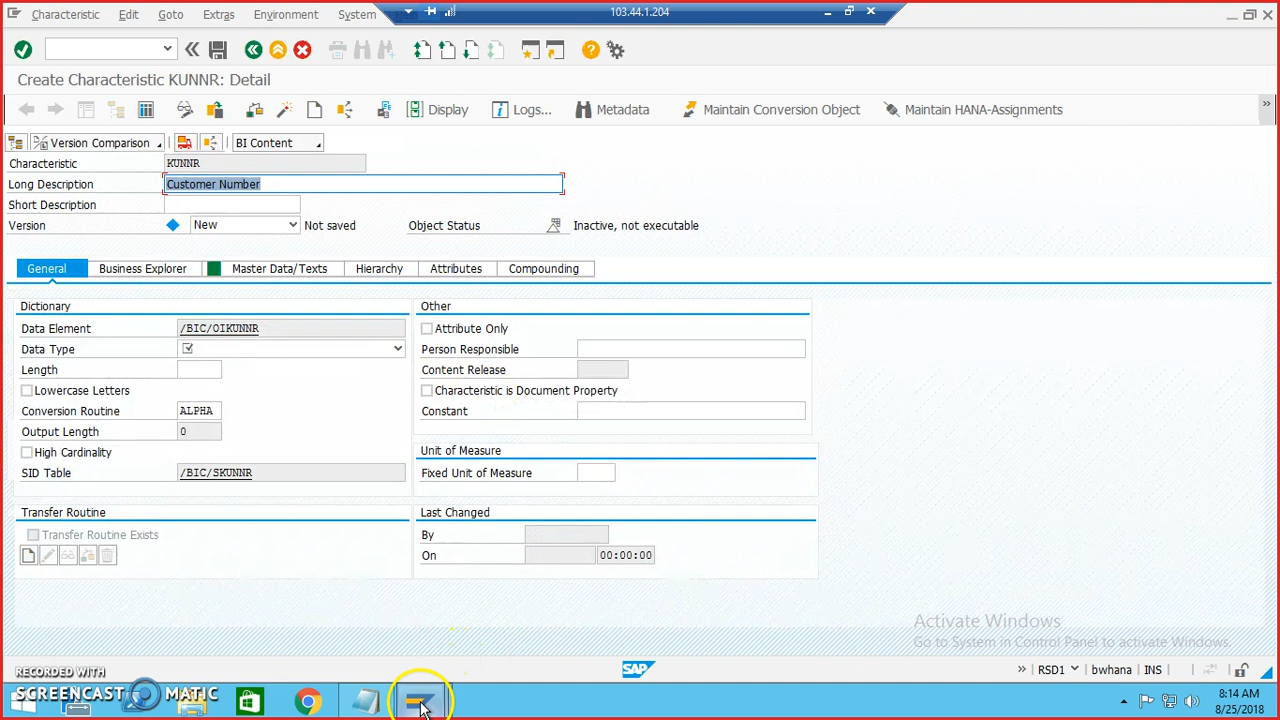 103.44.1.204
Characteristic Edit Goto Extras Environment System
Create Characteristic KUNNR: Detail
Display Logs... Metadata Maintain Conversion Object Maintain HANA-Assignments
Version Comparison BI Content
Characteristic KUNNR
Long Description Customer Number
Short Description
Version New Not saved Object Status Inactive, not executable
General Business Explorer Master Data/Texts Hierarchy Attributes Compounding
Dictionary Other
Data Element /BIC/OIKUNNR Attribute Only
Data Type Person Responsible
Length Content Release
Lowercase Letters Characteristic is Document Property
Conversion Routine ALPHA Constant
Output Length 0
High Cardinality Unit of Measure
SID Table /BIC/SKUNNR Fixed Unit of Measure
Transfer Routine Last Changed
Transfer Routine Exists By
On 00:00:00
Activate Windows
Go to System in Control Panel to activate Windows.
SAP RSD1 bwhana INS
RECORDED WITH
SCREENCAST MATIC
8:14 AM
8/25/2018